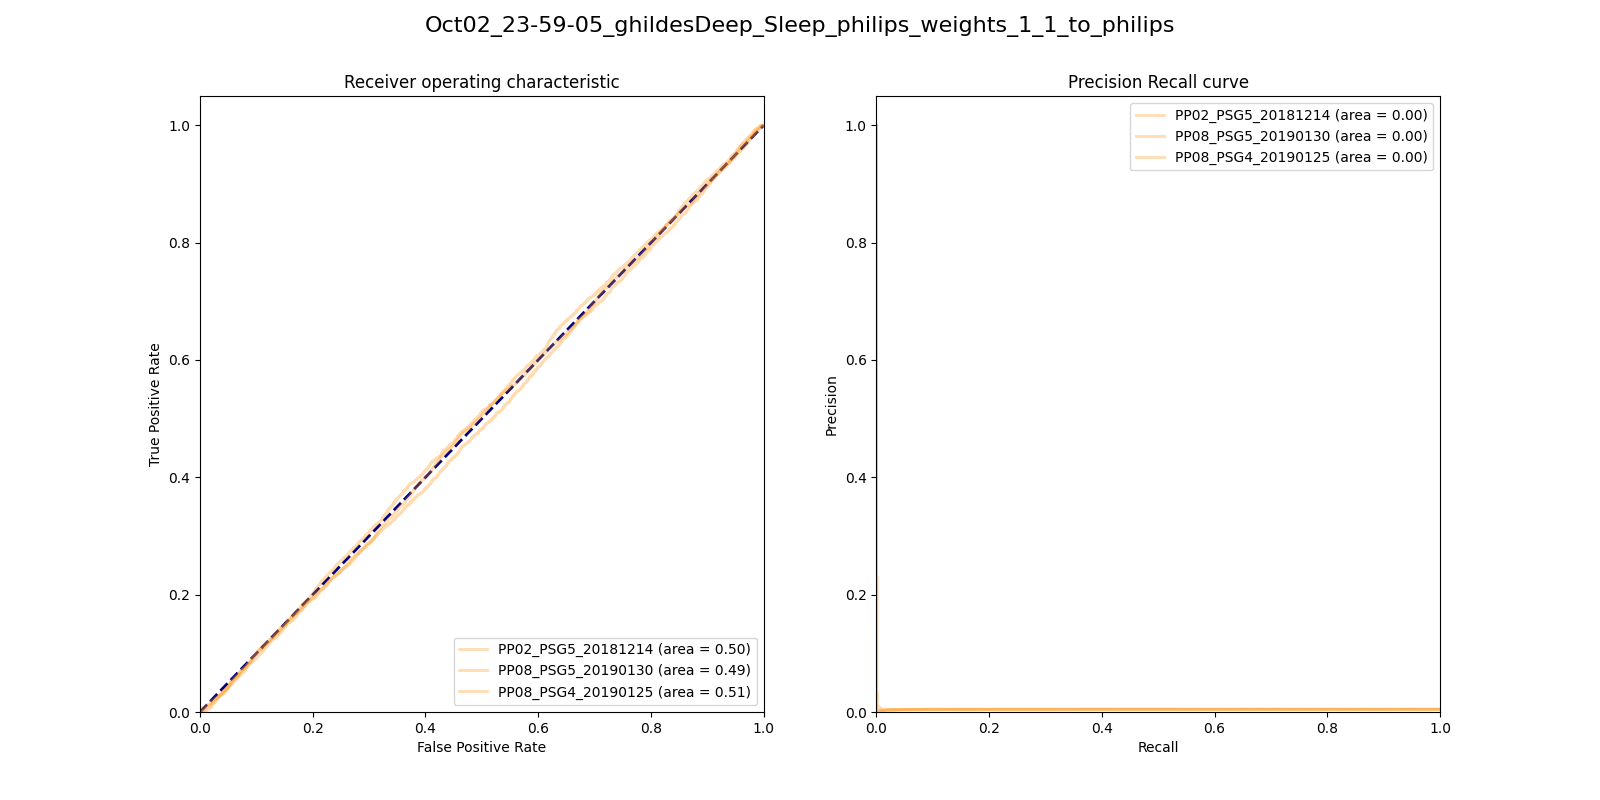 Oct02_23-59-05_ghildesDeep_Sleep_philips_weights_1_1_to_philips
Receiver operating characteristic
True Positive Rate
1.0
0.8
0.6
0.4
0.2
0.0
PP02_PSG5_20181214 (area = 0.50)
PP08_PSG5_20190130 (area = 0.49)
PP08_PSG4_20190125 (area = 0.51)
0.0 0.2 0.4 0.6 0.8 1.0
False Positive Rate
Precision Recall curve
Precision
1.0
0.8
0.6
0.4
0.2
0.0
PP02_PSG5_20181214 (area = 0.00)
PP08_PSG5_20190130 (area = 0.00)
PP08_PSG4_20190125 (area = 0.00)
0.0 0.2 0.4 0.6 0.8 1.0
Recall